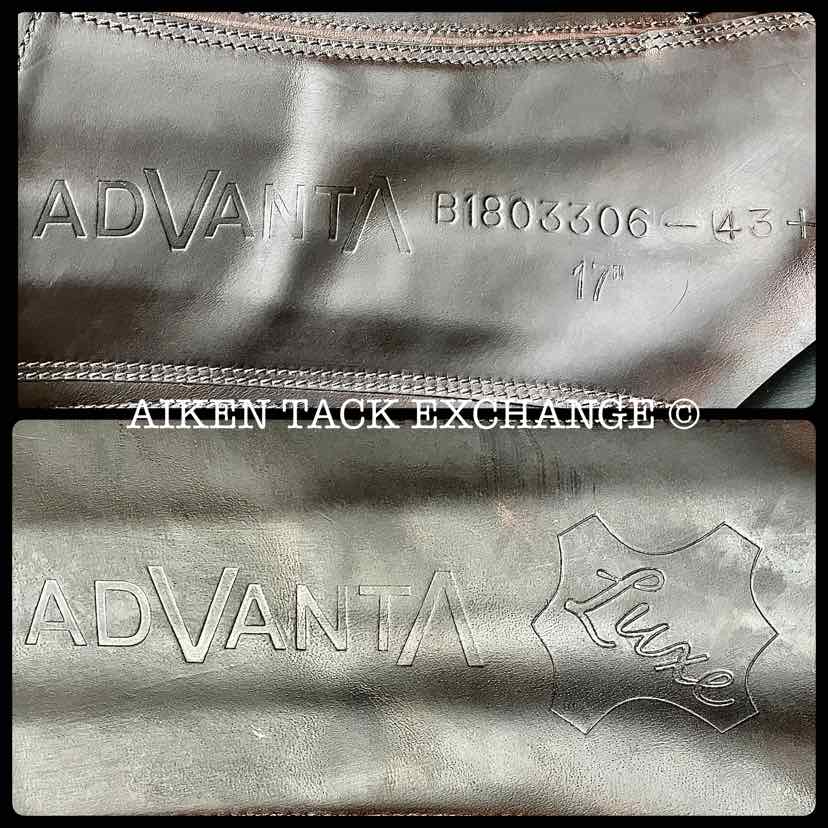 ADVANTA B1803306-43+
17"
AIKEN TACK EXCHANGE ©
ADVANTA Luxe